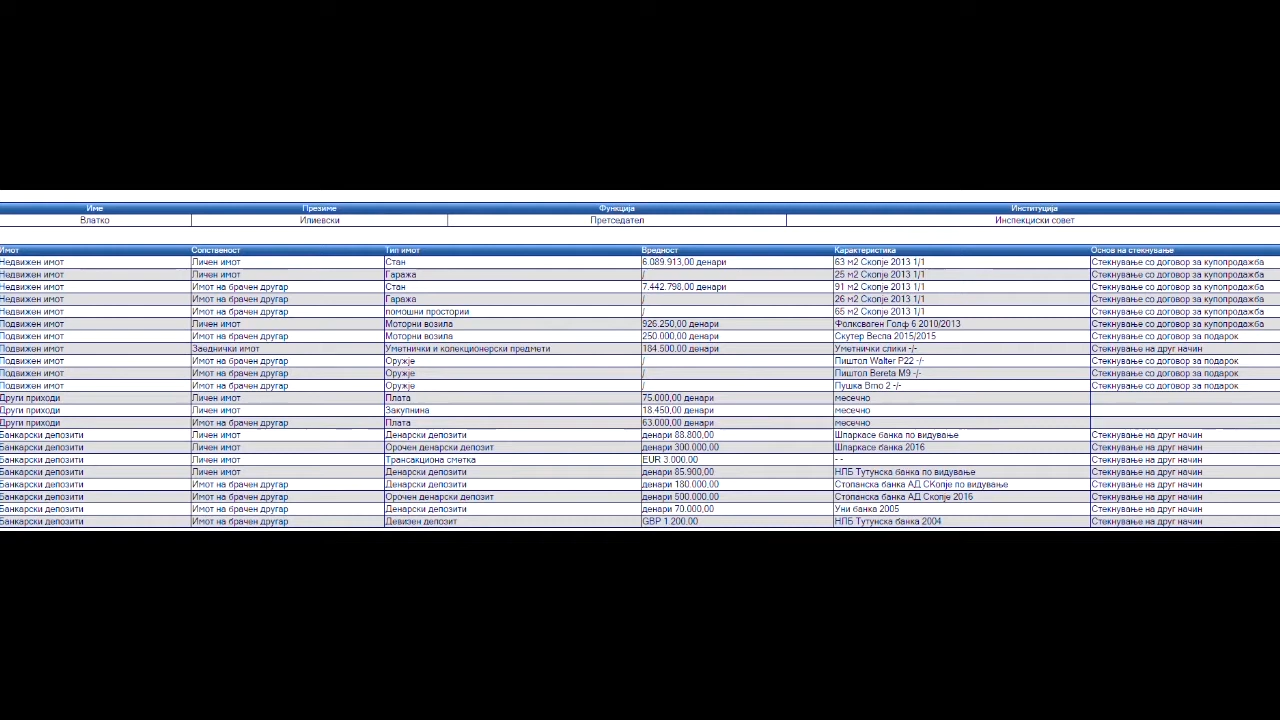 Име Презиме Функција Институција
Влатко Илиевски Претседател Инспекциски совет
Имот Сопственост Тип имот Вредност Карактеристика Основ на стекнување
Недвижен имот Личен имот Стан 6.089.913,00 денари 63 м2 Скопје 2013 1/1 Стекнување со договор за купопродажба
Недвижен имот Личен имот Гаража / 25 м2 Скопје 2013 1/1 Стекнување со договор за купопродажба
Недвижен имот Имот на брачен другар Стан 7.442.798,00 денари 91 м2 Скопје 2013 1/1 Стекнување со договор за купопродажба
Недвижен имот Имот на брачен другар Гаража / 26 м2 Скопје 2013 1/1 Стекнување со договор за купопродажба
Недвижен имот Имот на брачен другар помошни простории / 65 м2 Скопје 2013 1/1 Стекнување со договор за купопродажба
Подвижен имот Личен имот Моторни возила 926.250,00 денари Фолксваген Голф 6 2010/2013 Стекнување со договор за купопродажба
Подвижен имот Имот на брачен другар Моторни возила 250.000,00 денари Скутер Веспа 2015/2015 Стекнување со договор за подарок
Подвижен имот Заеднички имот Уметнички и колекционерски предмети 184.500,00 денари Уметнички слики -/- Стекнување на друг начин
Подвижен имот Имот на брачен другар Оружје / Пиштол Walter P22 -/- Стекнување со договор за подарок
Подвижен имот Имот на брачен другар Оружје / Пиштол Bereta M9 -/- Стекнување со договор за подарок
Подвижен имот Имот на брачен другар Оружје / Пушка Brno 2 -/- Стекнување со договор за подарок
Други приходи Личен имот Плата 75.000,00 денари месечно
Други приходи Личен имот Закупнина 18.450,00 денари месечно
Други приходи Имот на брачен другар Плата 63.000,00 денари месечно
Банкарски депозити Личен имот Денарски депозити денари 88.800,00 Шпаркасе банка по видување Стекнување на друг начин
Банкарски депозити Личен имот Орочен денарски депозит денари 300.000,00 Шпаркасе банка 2016 Стекнување на друг начин
Банкарски депозити Личен имот Трансакциона сметка EUR 3.000,00 - - Стекнување на друг начин
Банкарски депозити Личен имот Денарски депозити денари 85.900,00 НЛБ Тутунска банка по видување Стекнување на друг начин
Банкарски депозити Имот на брачен другар Денарски депозити денари 180.000,00 Стопанска банка АД СКопје по видување Стекнување на друг начин
Банкарски депозити Имот на брачен другар Орочен денарски депозит денари 500.000,00 Стопанска банка АД Скопје 2016 Стекнување на друг начин
Банкарски депозити Имот на брачен другар Денарски депозити денари 70.000,00 Уни банка 2005 Стекнување на друг начин
Банкарски депозити Имот на брачен другар Девизен депозит GBP 1.200,00 НЛБ Тутунска банка 2004 Стекнување на друг начин